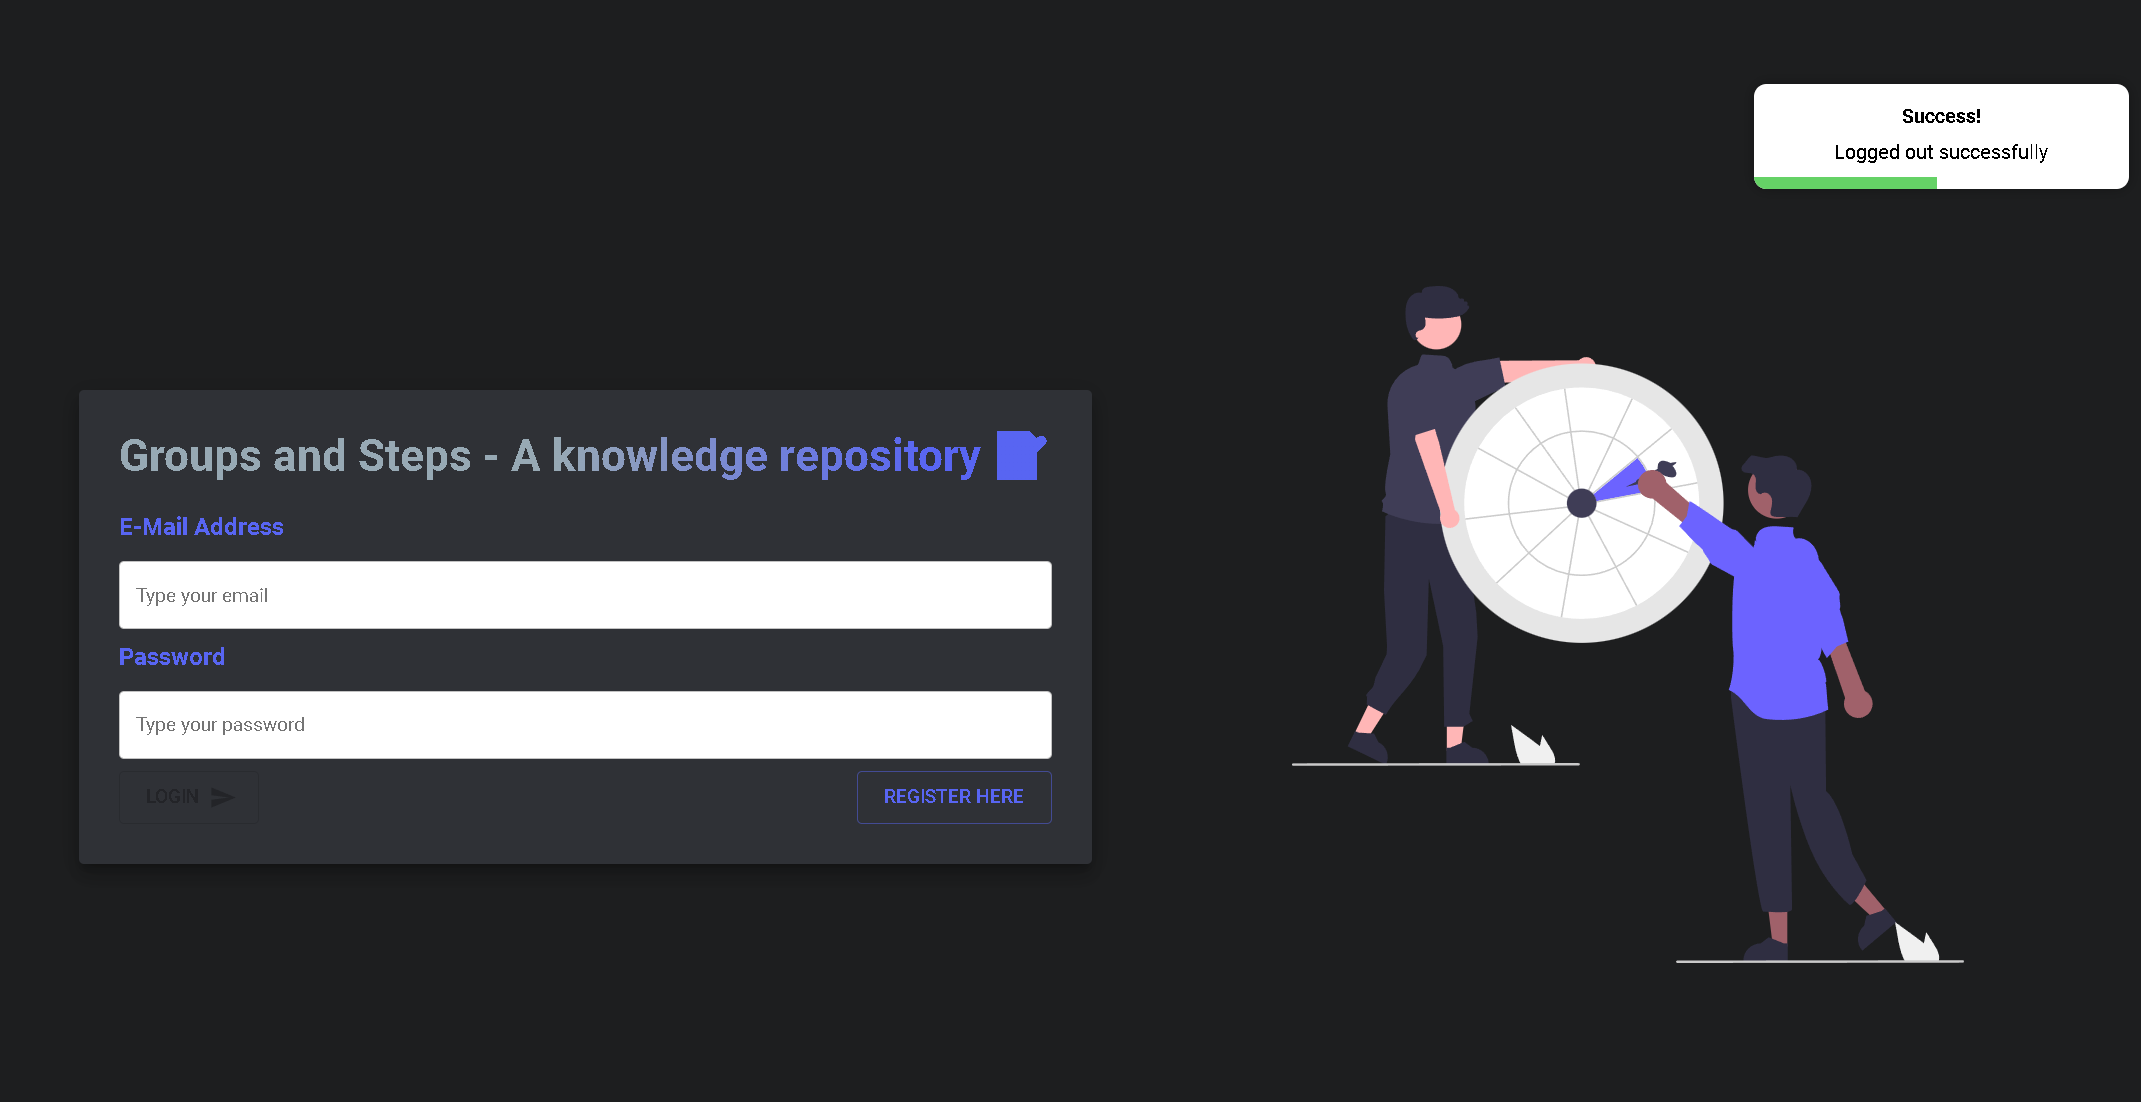 Success!
Logged out successfully
Groups and Steps - A knowledge repository
E-Mail Address
Type your email
Password
Type your password
LOGIN
REGISTER HERE